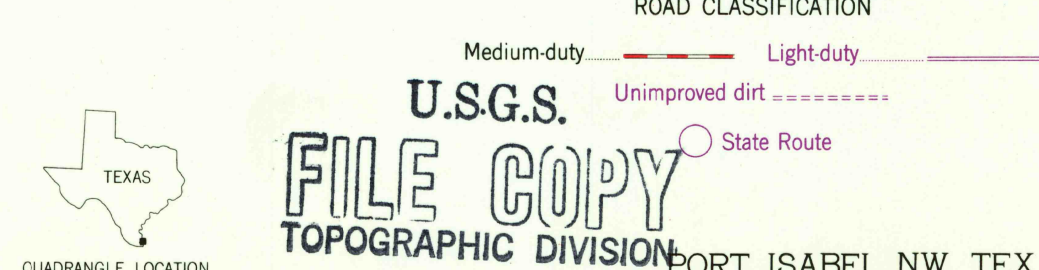 ROAD CLASSIFICATION
Medium-duty Light-duty
Unimproved dirt
State Route
U.S.G.S.
FILE COPY
TOPOGRAPHIC DIVISION
TEXAS
QUADRANGLE LOCATION
PORT ISABEL NW, TEX